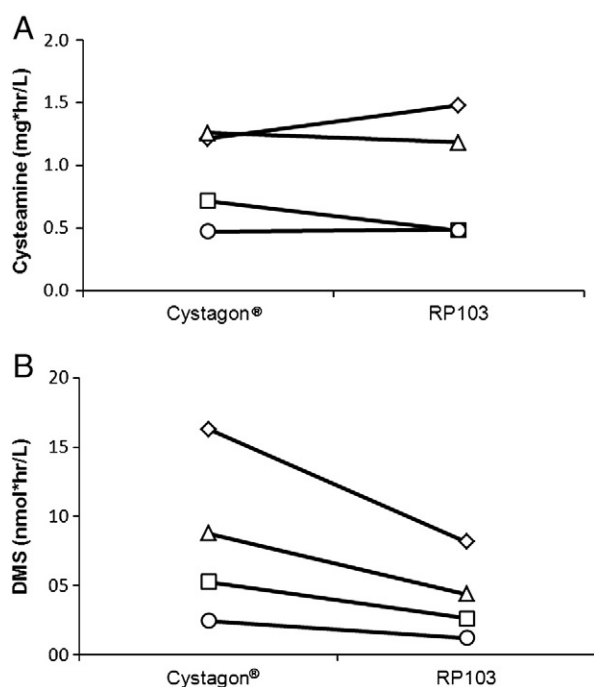 A
Cysteamine (mg*hr/L)
2.0
1.5
1.0
0.5
0.0
Cystagon® RP103
B
DMS (nmol*hr/L)
20
15
10
05
00
Cystagon® RP103